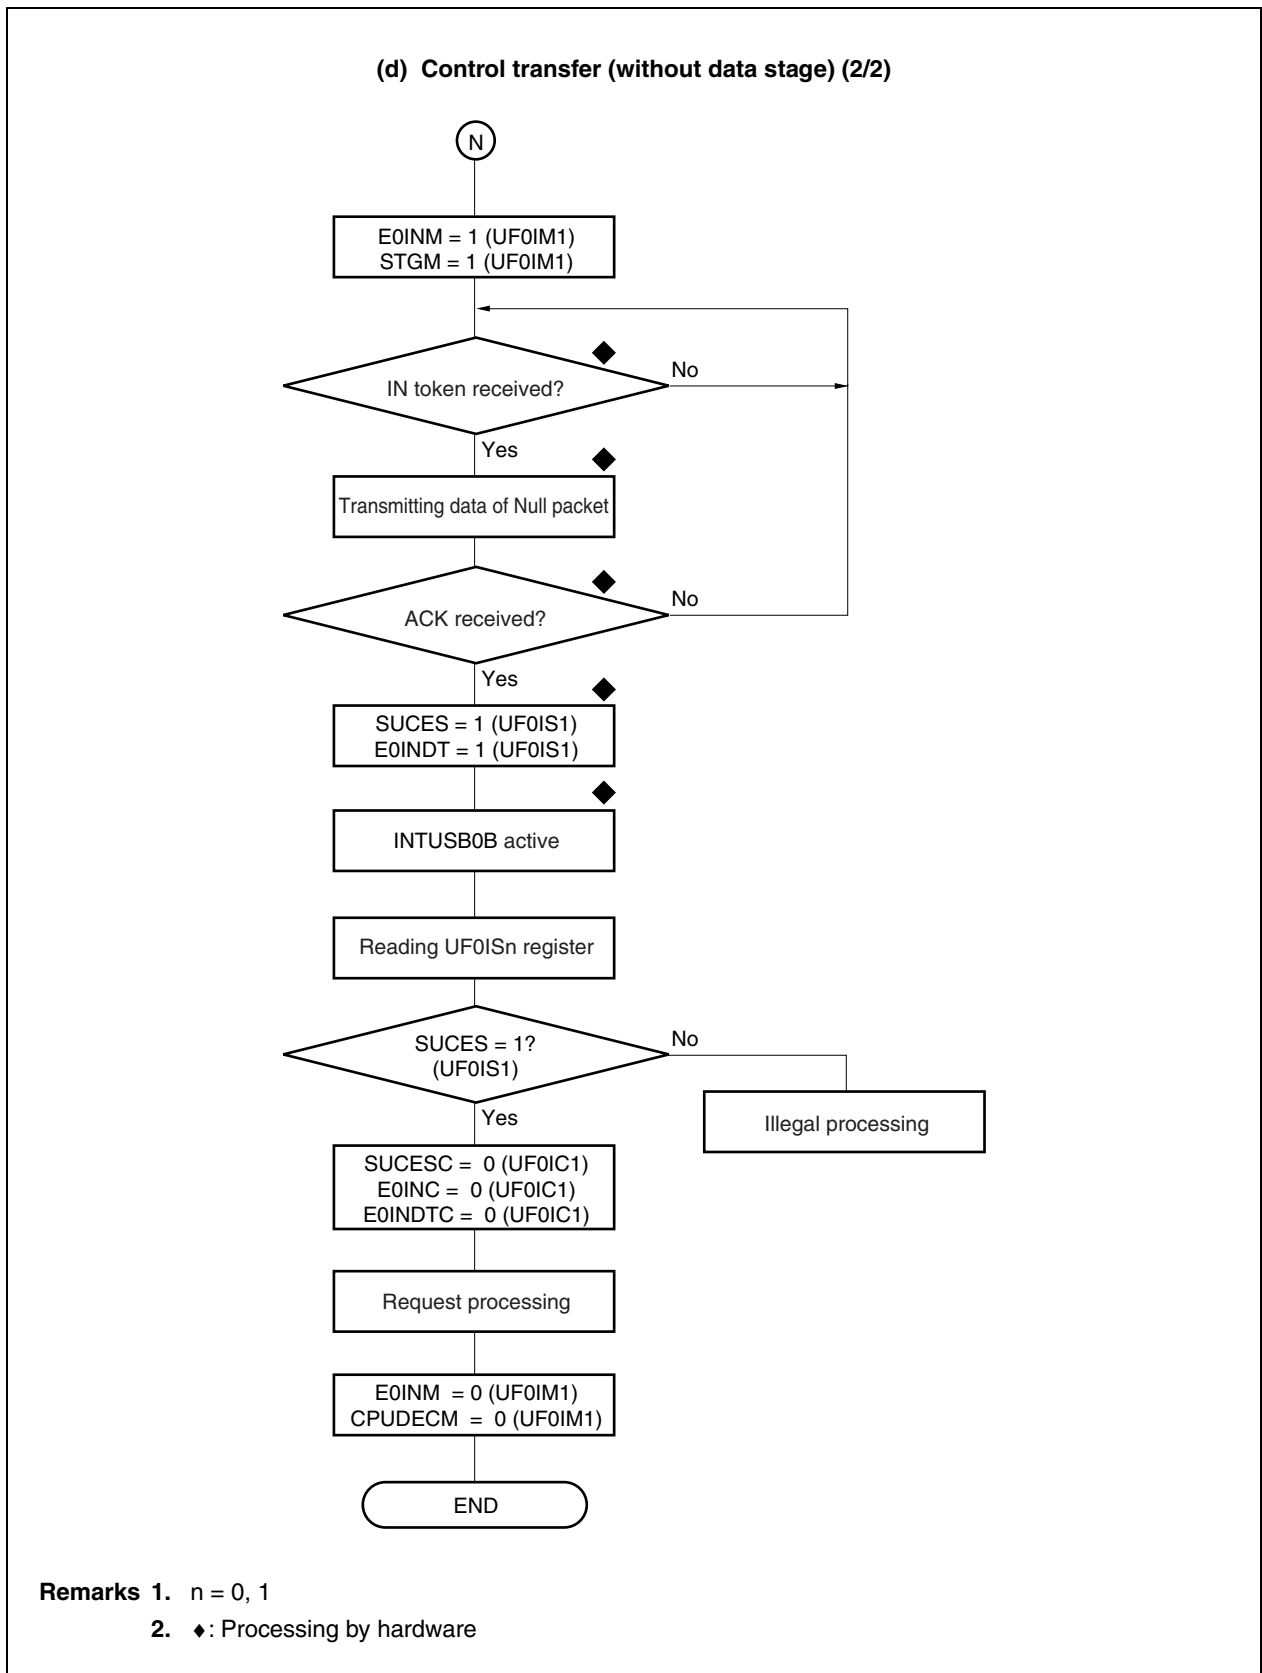 (d) Control transfer (without data stage) (2/2)
N
E0INM = 1 (UF0IM1)
STGM = 1 (UF0IM1)
IN token received?
No
Yes
Transmitting data of Null packet
ACK received?
No
Yes
SUCES = 1 (UF0IS1)
E0INDT = 1 (UF0IS1)
INTUSB0B active
Reading UF0ISn register
SUCES = 1?
(UF0IS1)
No
Illegal processing
Yes
SUCESC = 0 (UF0IC1)
E0INC = 0 (UF0IC1)
E0INDTC = 0 (UF0IC1)
Request processing
E0INM = 0 (UF0IM1)
CPUDECM = 0 (UF0IM1)
END
Remarks 1. n = 0, 1
2. ♦: Processing by hardware